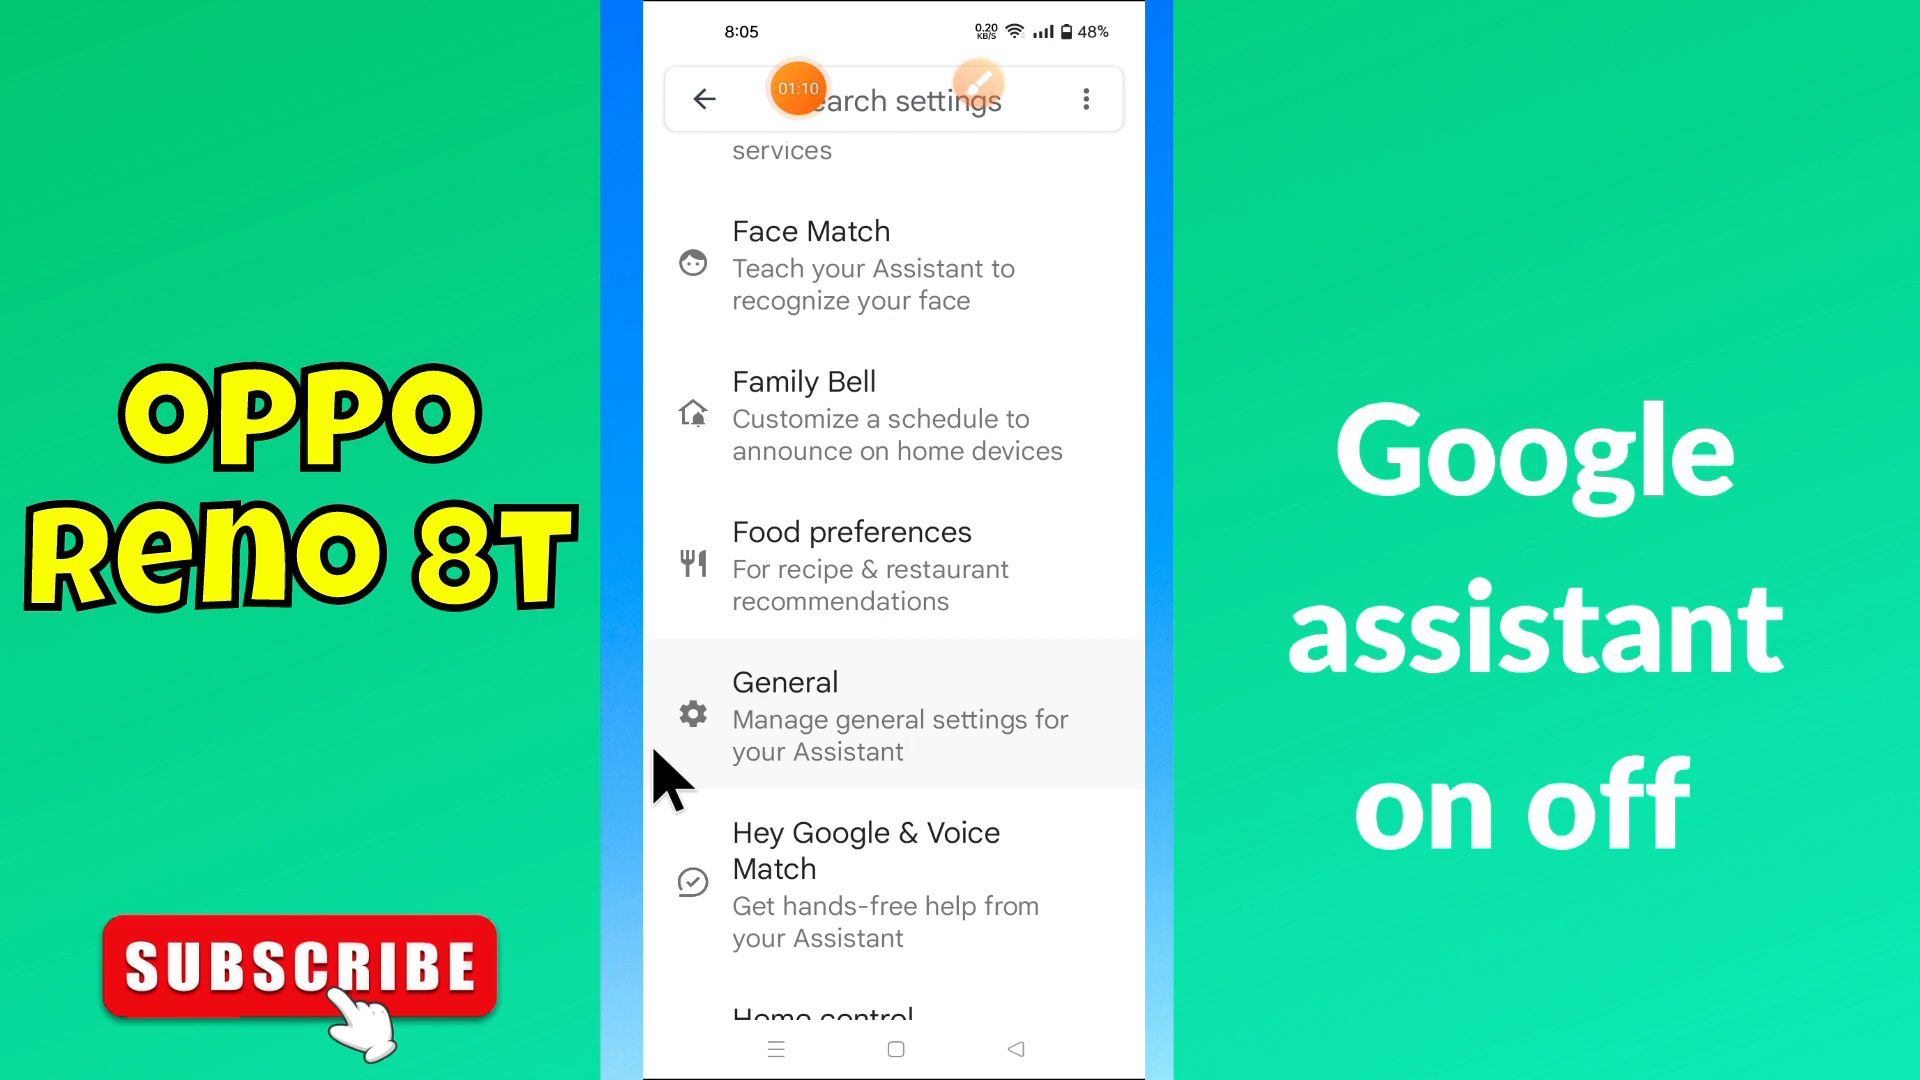 OPPO
Reno 8T
SUBSCRIBE
8:05
0.20
KB/S
48%
01:10
earch settings
services
Face Match
Teach your Assistant to
recognize your face
Family Bell
Customize a schedule to
announce on home devices
Food preferences
For recipe & restaurant
recommendations
General
Manage general settings for
your Assistant
Hey Google & Voice
Match
Get hands-free help from
your Assistant
Home control
Google
assistant
on off